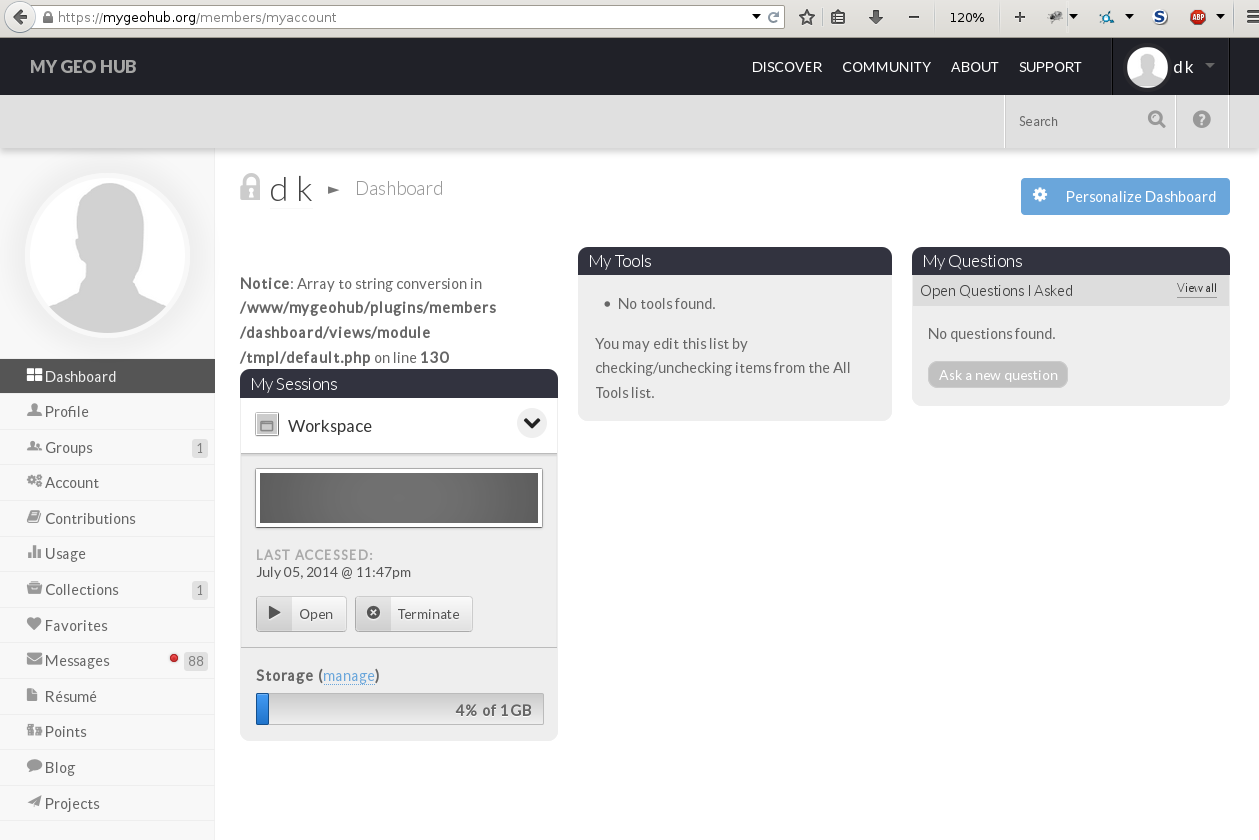 https://mygeohub.org/members/myaccount
120%
S
ABP
MY GEO HUB
DISCOVER COMMUNITY ABOUT SUPPORT
d k
Search
?
d k ► Dashboard
Personalize Dashboard
Dashboard
Profile
Groups 1
Account
Contributions
Usage
Collections 1
Favorites
Messages 88
Résumé
Points
Blog
Projects
Notice: Array to string conversion in
/www/mygeohub/plugins/members
/dashboard/views/module
/tmpl/default.php on line 130
My Sessions
Workspace
LAST ACCESSED:
July 05, 2014 @ 11:47pm
Open Terminate
Storage (manage)
4% of 1GB
My Tools
• No tools found.
You may edit this list by
checking/unchecking items from the All
Tools list.
My Questions
Open Questions I Asked View all
No questions found.
Ask a new question